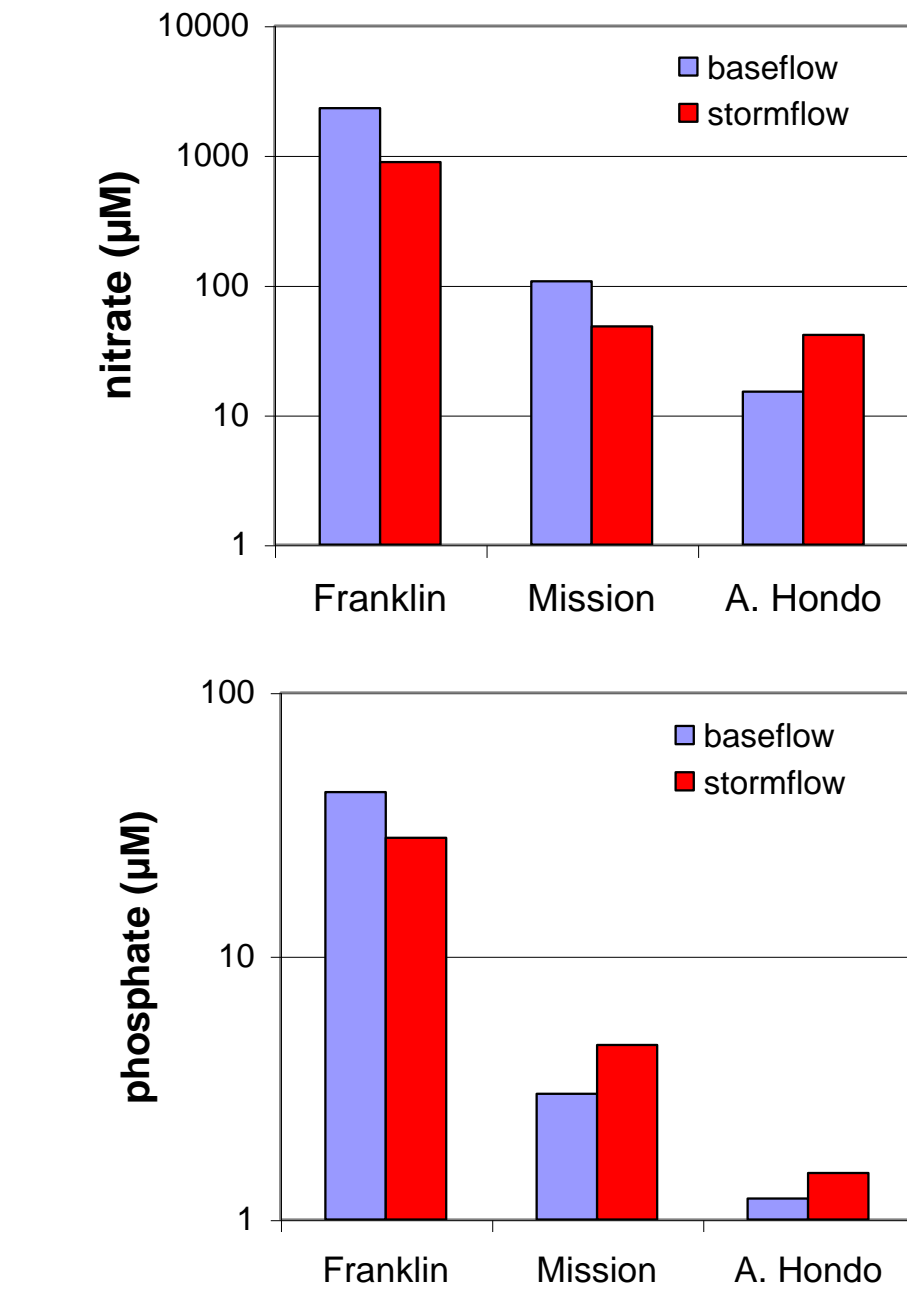 10000
baseflow
stormflow
1000
nitrate (µM)
100
10
1
Franklin Mission A. Hondo
100
baseflow
stormflow
phosphate (µM)
10
1
Franklin Mission A. Hondo